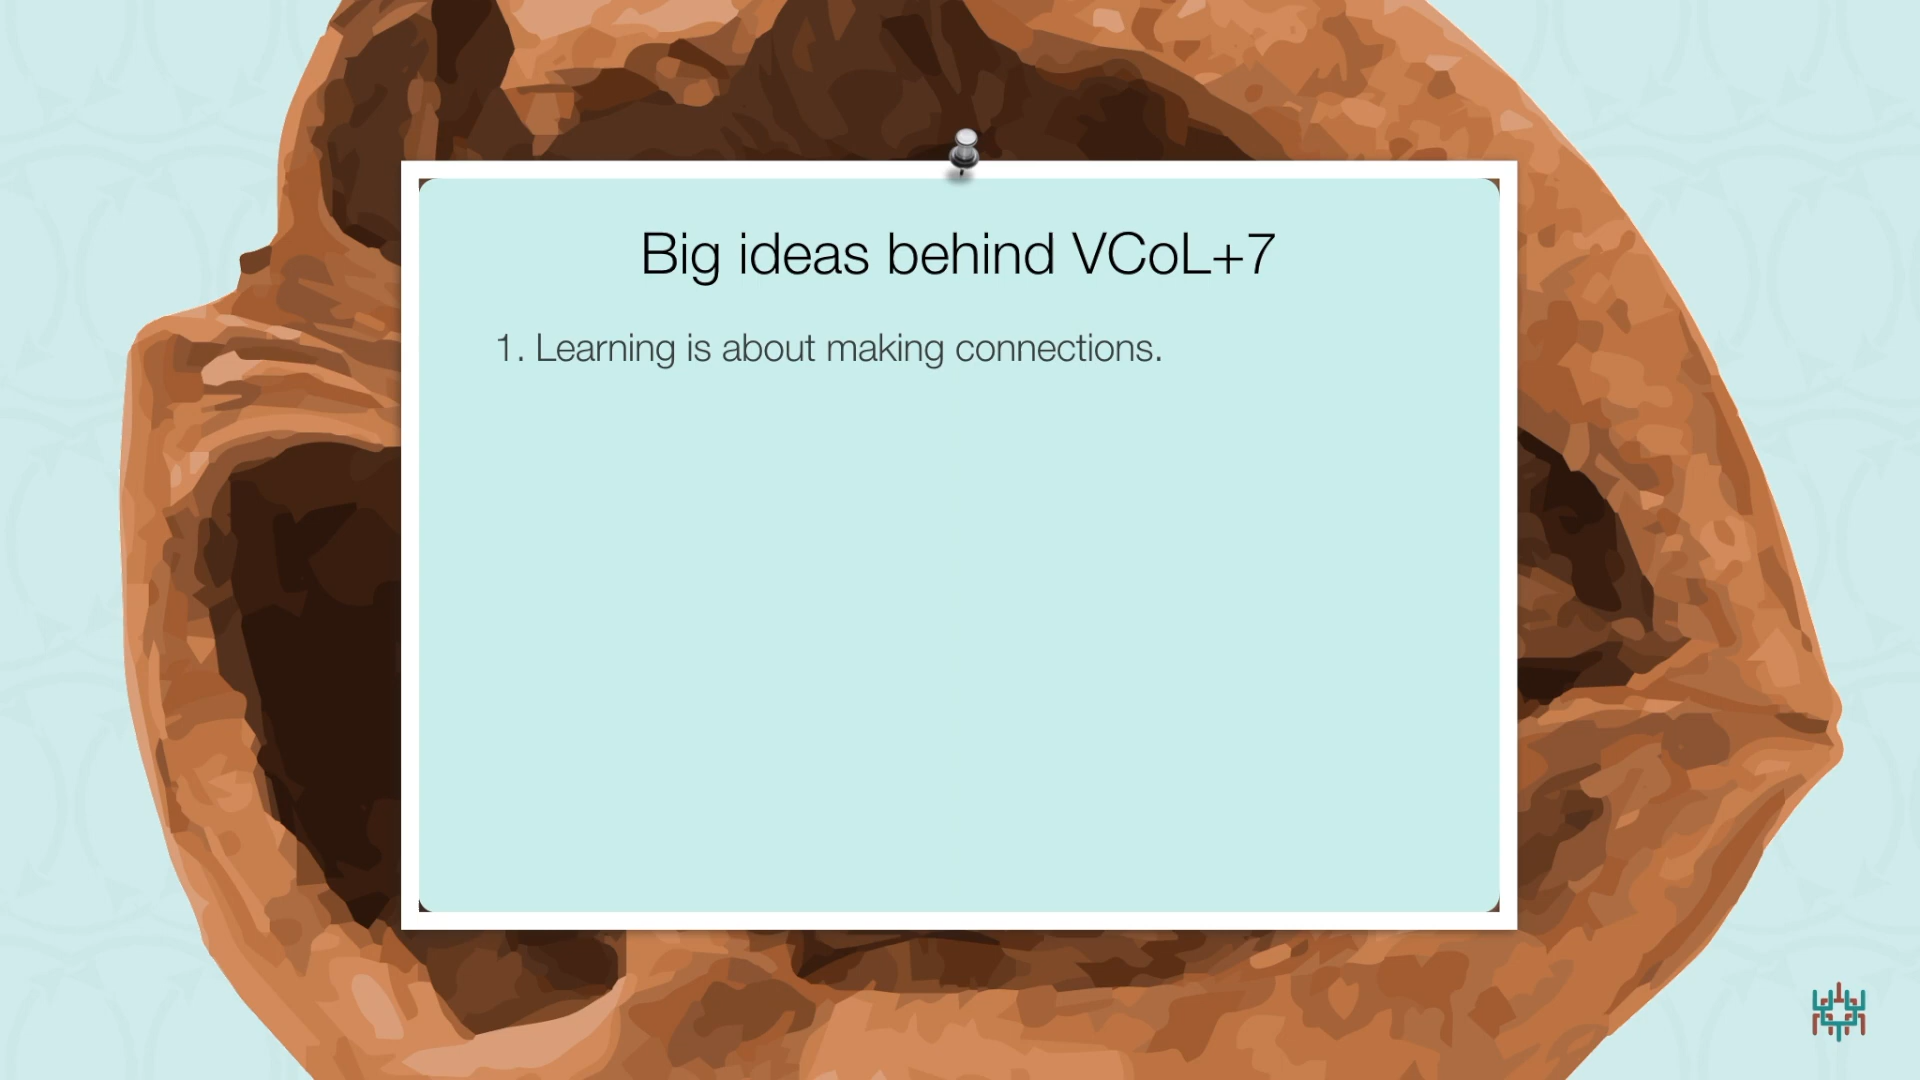 Big ideas behind VCoL+7
1. Learning is about making connections.